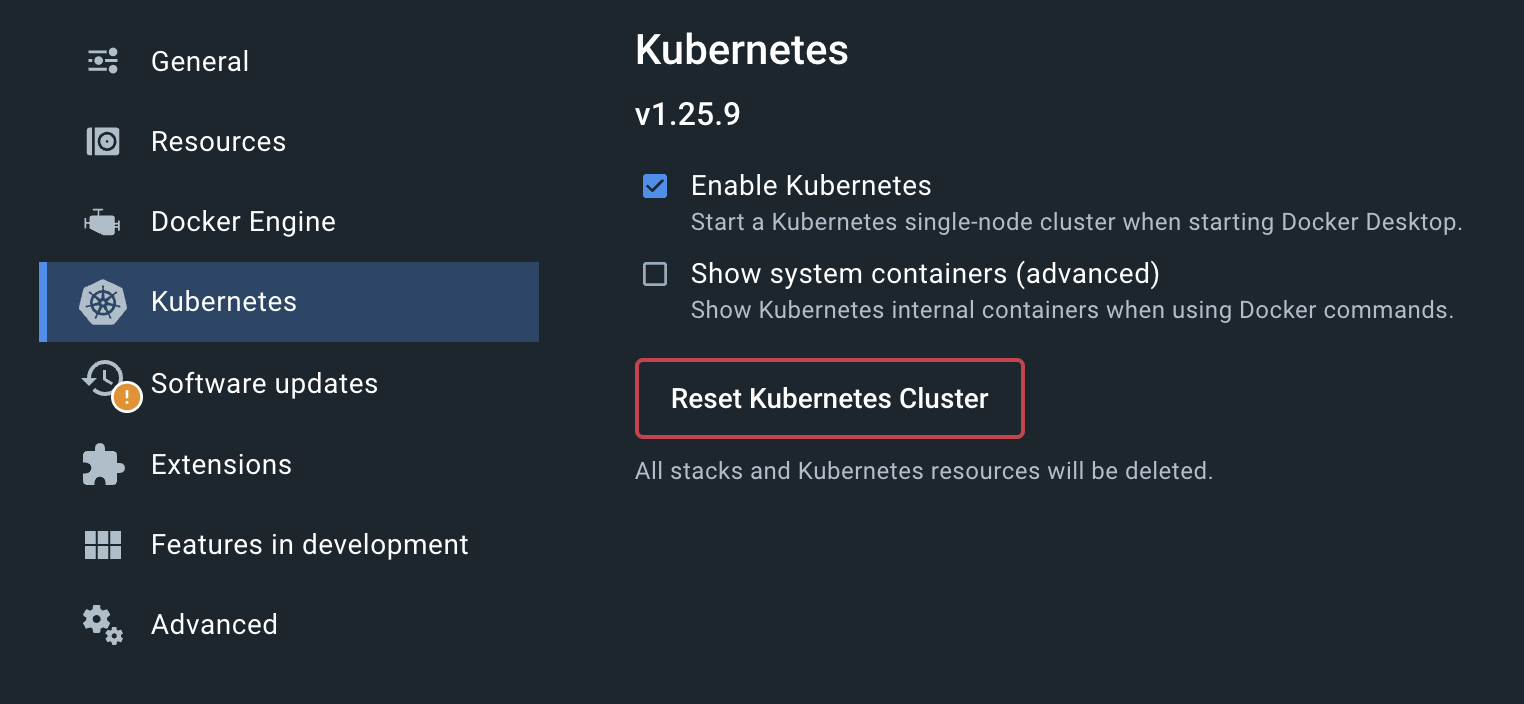 General
Resources
Docker Engine
Kubernetes
Software updates
Extensions
Features in development
Advanced
Kubernetes
v1.25.9
Enable Kubernetes
Start a Kubernetes single-node cluster when starting Docker Desktop.
Show system containers (advanced)
Show Kubernetes internal containers when using Docker commands.
Reset Kubernetes Cluster
All stacks and Kubernetes resources will be deleted.